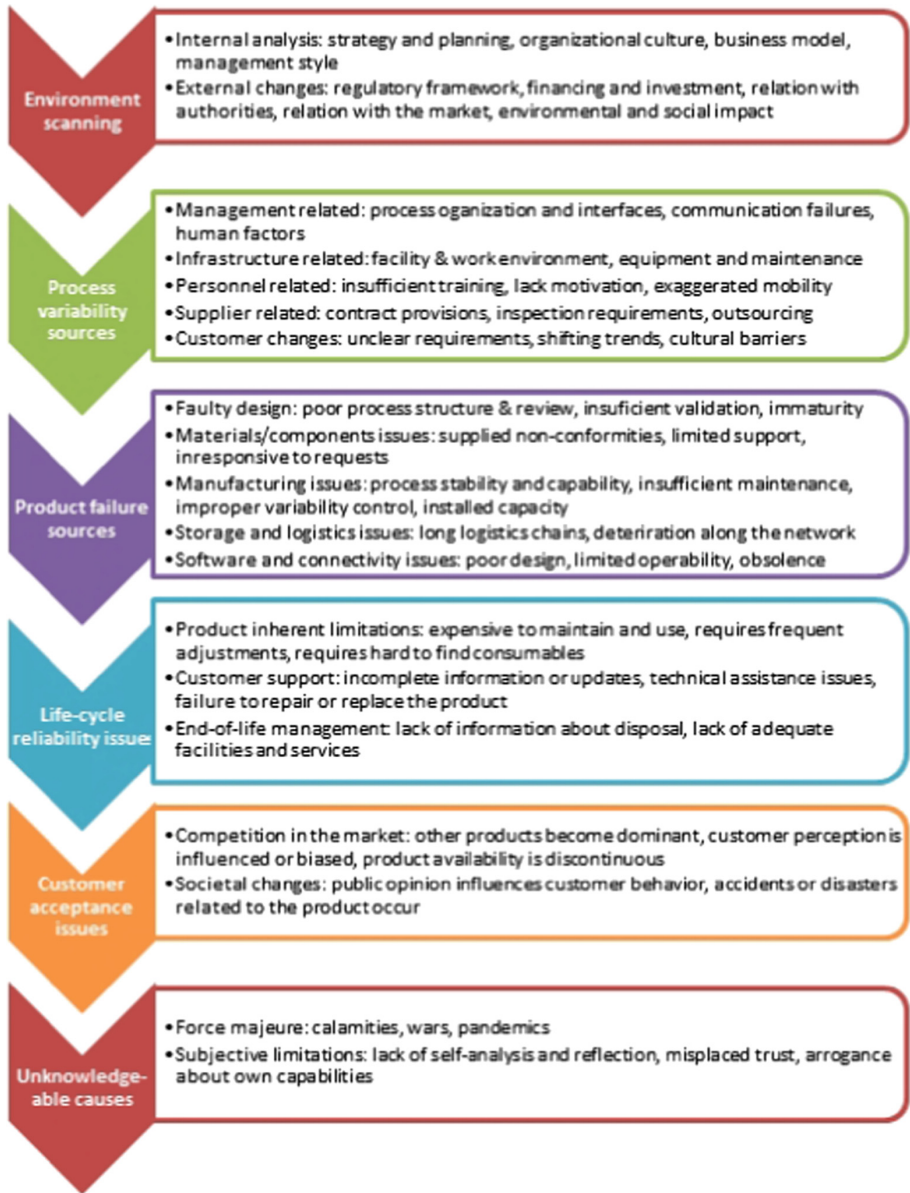 Environment
scanning
•Internal analysis: strategy and planning, organizational culture, business model,
management style
•External changes: regulatory framework, financing and investment, relation with
authorities, relation with the market, environmental and social impact
Process
variability
sources
•Management related: process oganization and interfaces, communication failures,
human factors
•Infrastructure related: facility & work environment, equipment and maintenance
•Personnel related: insufficient training, lack motivation, exaggerated mobility
•Supplier related: contract provisions, inspection requirements, outsourcing
•Customer changes: unclear requirements, shifting trends, cultural barriers
Product failure
sources
•Faulty design: poor process structure & review, insuficient validation, immaturity
•Materials/components issues: supplied non-conformities, limited support,
inresponsive to requests
•Manufacturing issues: process stability and capability, insufficient maintenance,
improper variability control, installed capacity
•Storage and logistics issues: long logistics chains, deteriration along the network
•Software and connectivity issues: poor design, limited operability, obsolence
Life-cycle
reliability issues
•Product inherent limitations: expensive to maintain and use, requires frequent
adjustments, requires hard to find consumables
•Customer support: incomplete information or updates, technical assistance issues,
failure to repair or replace the product
•End-of-life management: lack of information about disposal, lack of adequate
facilities and services
Customer
acceptance
issues
•Competition in the market: other products become dominant, customer perception is
influenced or biased, product availability is discontinuous
•Societal changes: public opinion influences customer behavior, accidents or disasters
related to the product occur
Unknowledge-
able causes
•Force majeure: calamities, wars, pandemics
•Subjective limitations: lack of self-analysis and reflection, misplaced trust, arrogance
about own capabilities